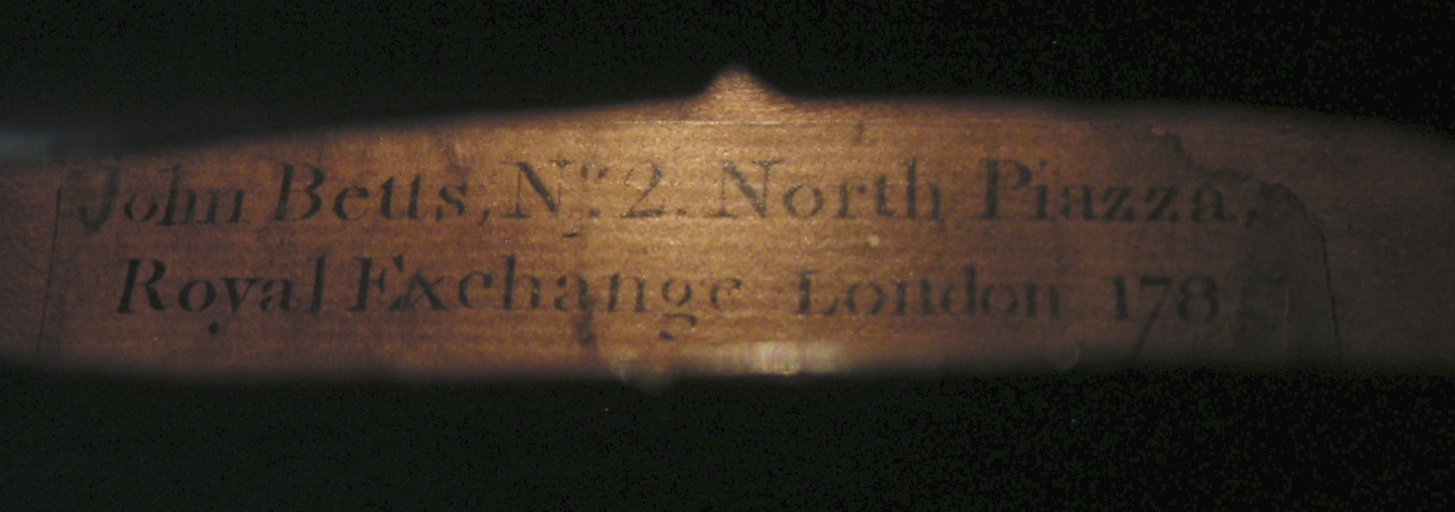 John Betts, No. 2. North Piazza,
Royal Exchange London 178